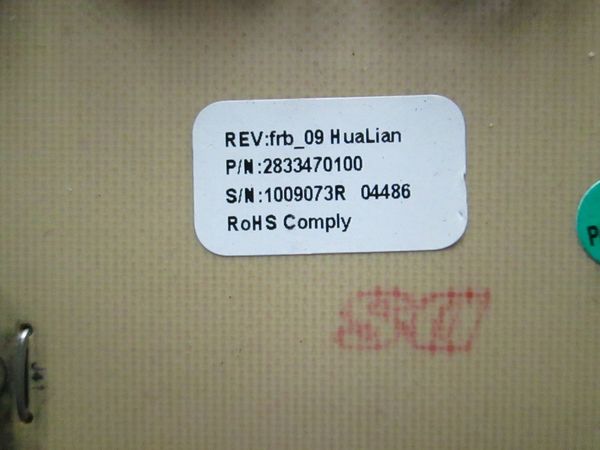 REV:frb_09 HuaLian
P/N:2833470100
S/N:1009073R 04486
RoHS Comply
P